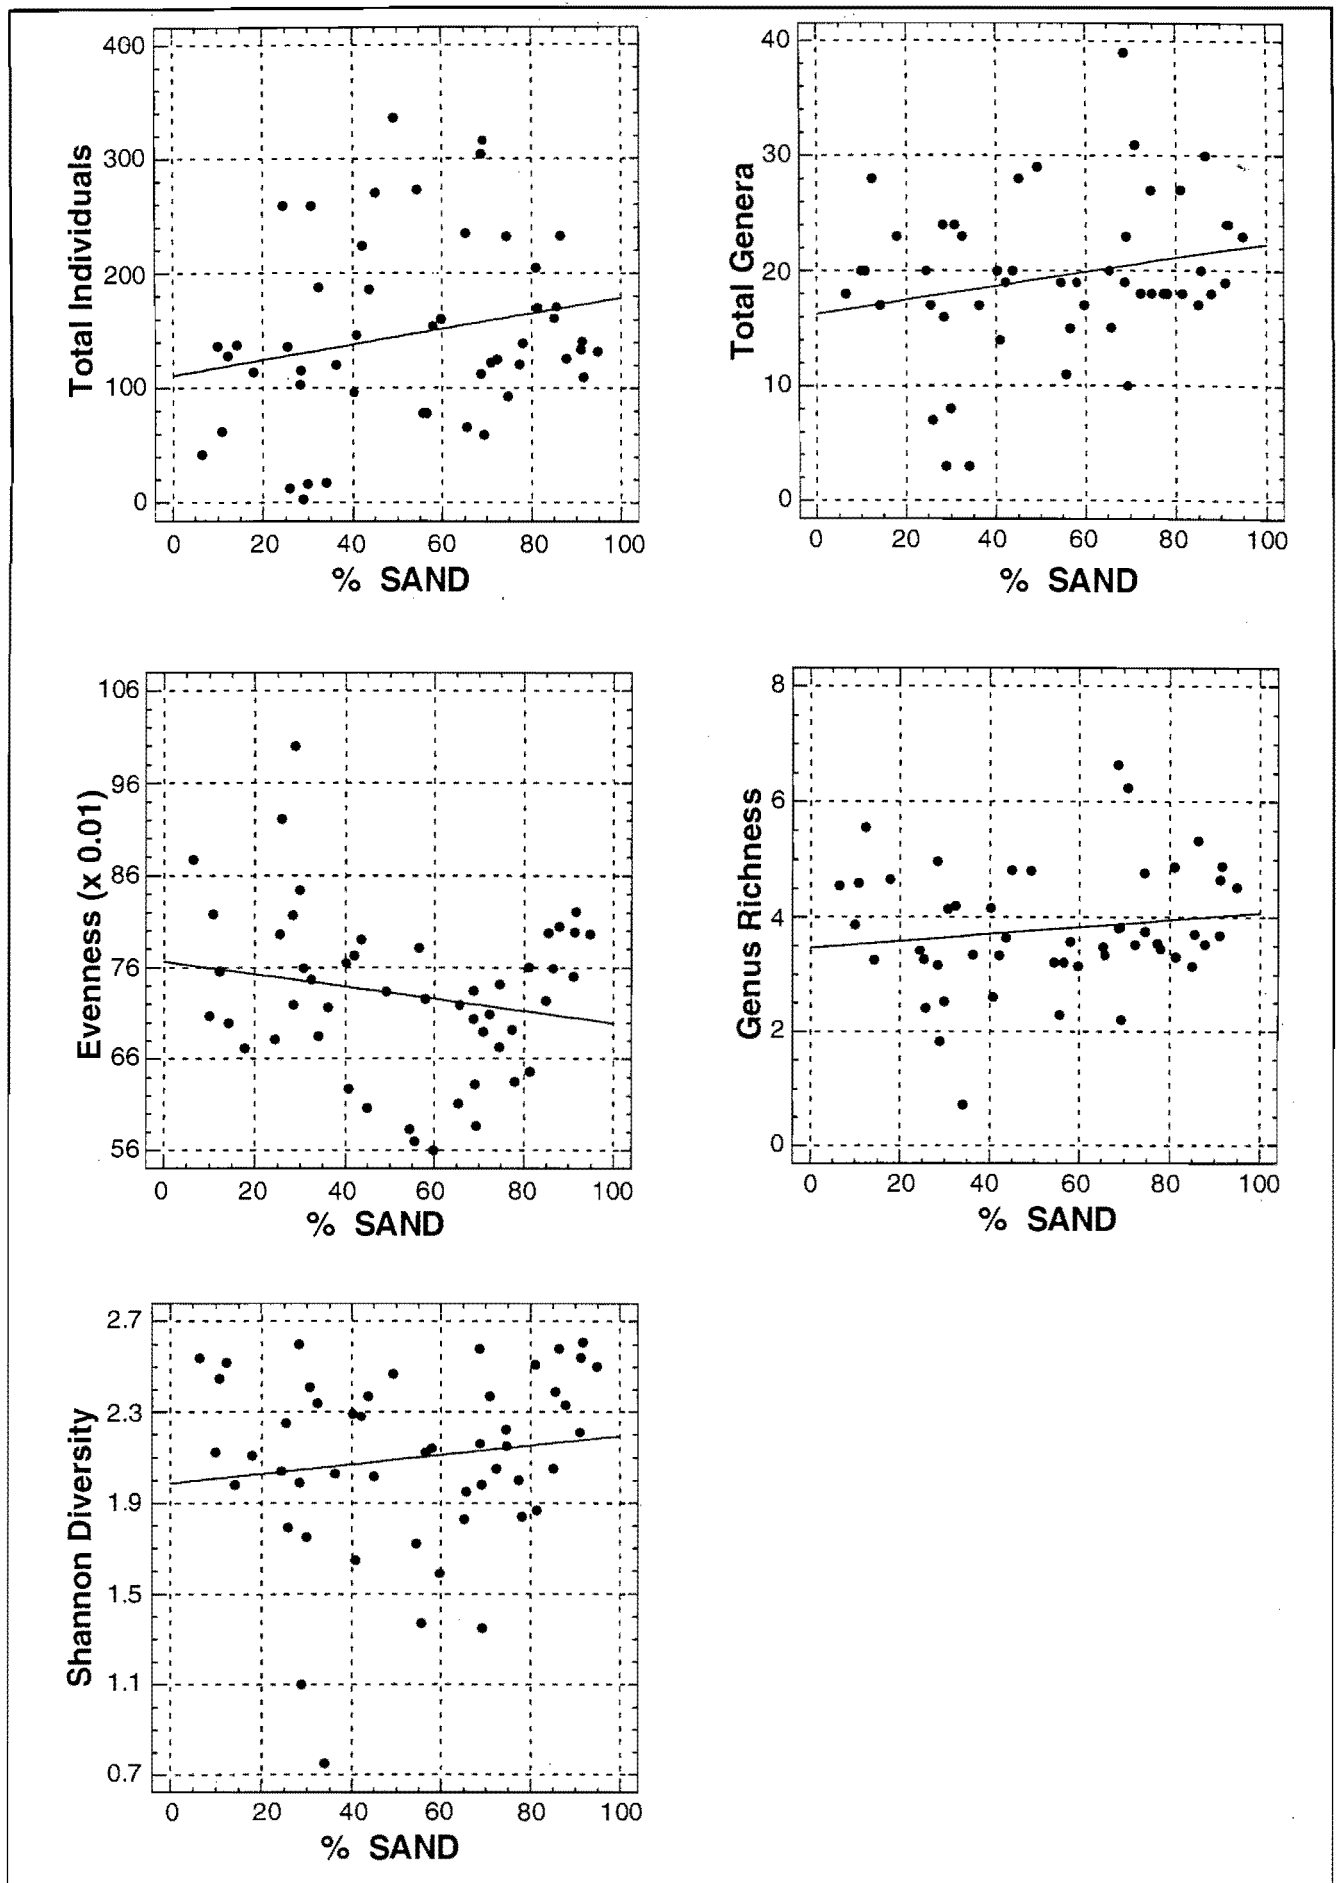 Total Individuals
400
300
200
100
0
0 20 40 60 80 100
% SAND
Total Genera
40
30
20
10
0
0 20 40 60 80 100
% SAND
Evenness (x 0.01)
106
96
86
76
66
56
0 20 40 60 80 100
% SAND
Genus Richness
8
6
4
2
0
0 20 40 60 80 100
% SAND
Shannon Diversity
2.7
2.3
1.9
1.5
1.1
0.7
0 20 40 60 80 100
% SAND